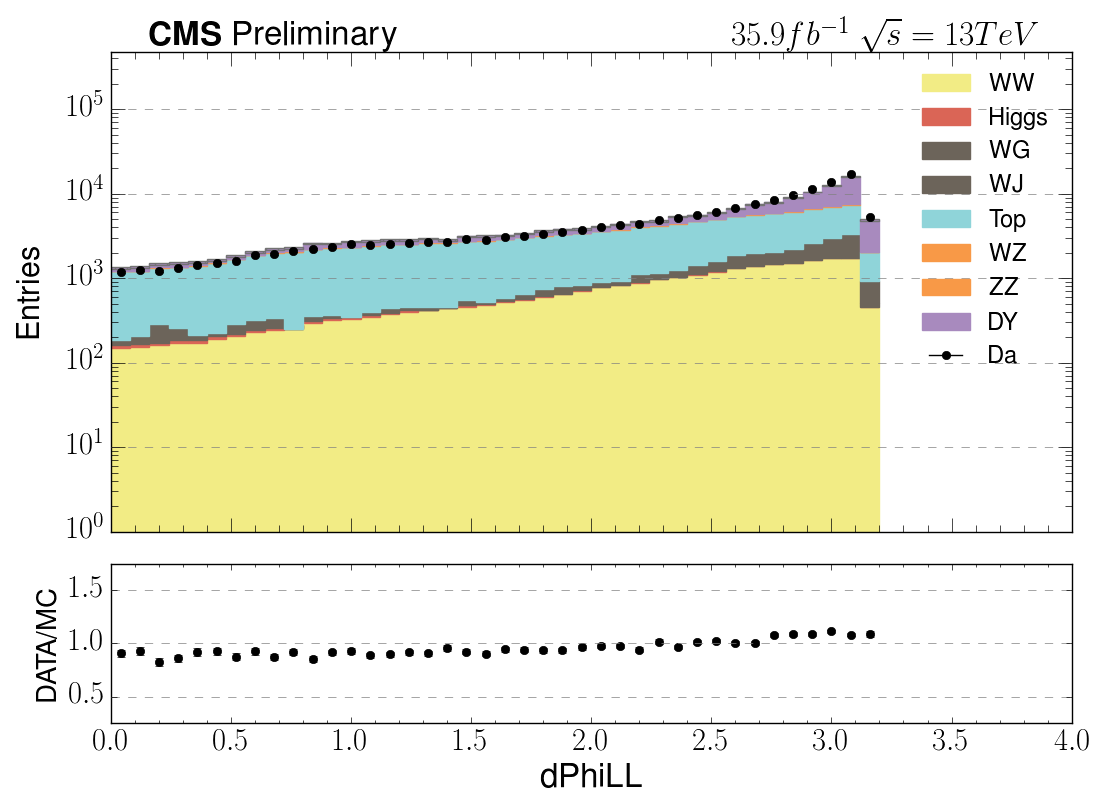 CMS Preliminary
35.9fb⁻¹ √s = 13TeV
Entries
10⁵
10⁴
10³
10²
10¹
10⁰
WW
Higgs
WG
WJ
Top
WZ
ZZ
DY
Da
DATA/MC
1.5
1.0
0.5
0.0 0.5 1.0 1.5 2.0 2.5 3.0 3.5 4.0
dPhiLL